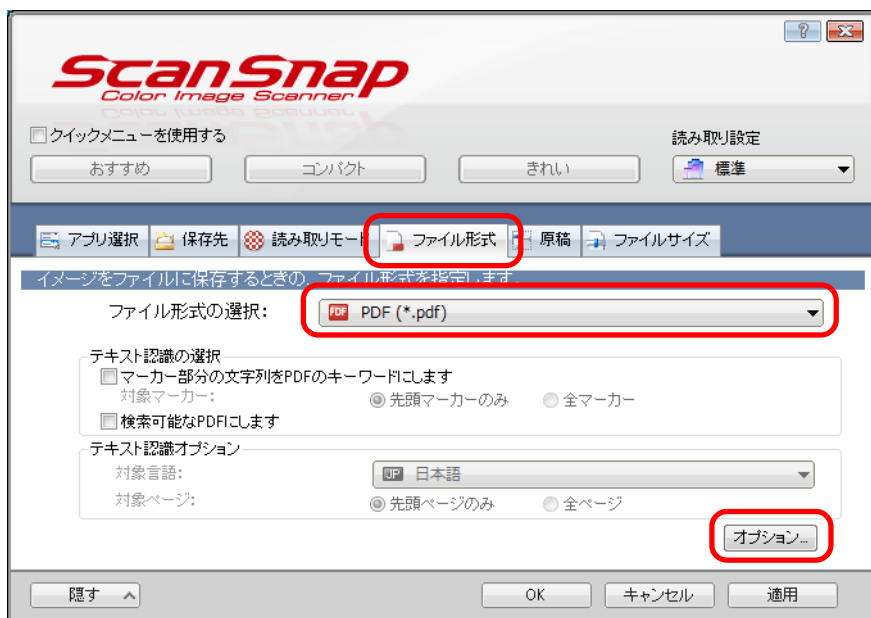 ScanSnap
Color Image Scanner
クイックメニューを使用する
読み取り設定
おすすめ コンパクト きれい 標準
アプリ選択 保存先 読み取りモード ファイル形式 原稿 ファイルサイズ
イメージをファイルに保存するときの、ファイル形式を指定します。
ファイル形式の選択: PDF PDF (*.pdf)
テキスト認識の選択
マーカー部分の文字列をPDFのキーワードにします
対象マーカー: 先頭マーカーのみ 全マーカー
検索可能なPDFにします
テキスト認識オプション
対象言語: JP 日本語
対象ページ: 先頭ページのみ 全ページ
オプション...
隠す OK キャンセル 適用